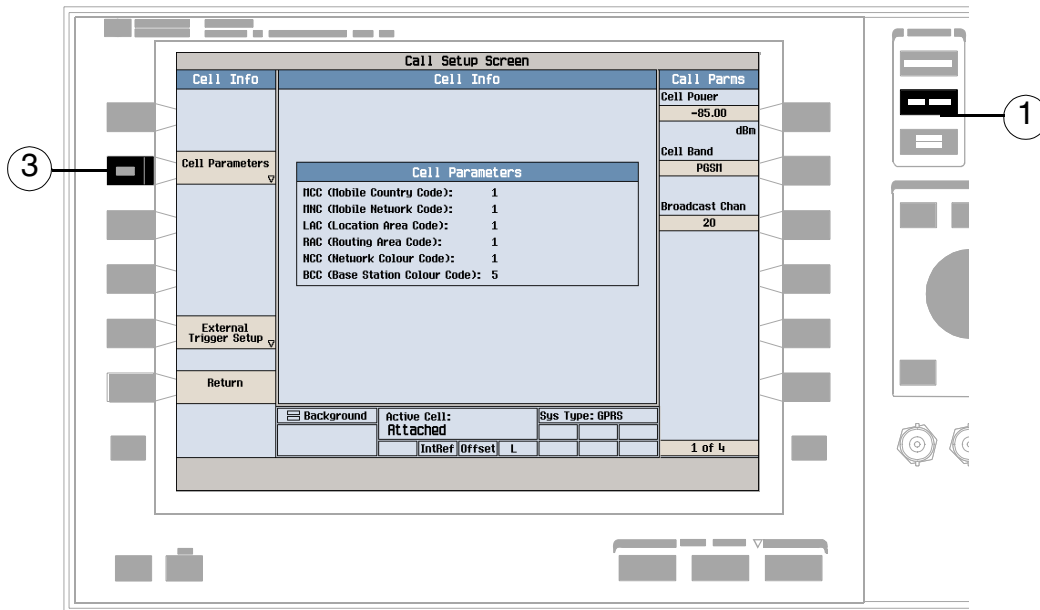 Call Setup Screen
Cell Info
Cell Info
Call Parms
Cell Power
-85.00
dBm
Cell Parameters
Cell Band
PGSM
Cell Parameters
MCC (Mobile Country Code): 1
MNC (Mobile Network Code): 1
LAC (Location Area Code): 1
RAC (Routing Area Code): 1
NCC (Network Colour Code): 1
BCC (Base Station Colour Code): 5
Broadcast Chan
20
External
Trigger Setup
Return
Background
Active Cell:
Attached
Sys Type: GPRS
IntRef Offset L
1 of 4
1
3